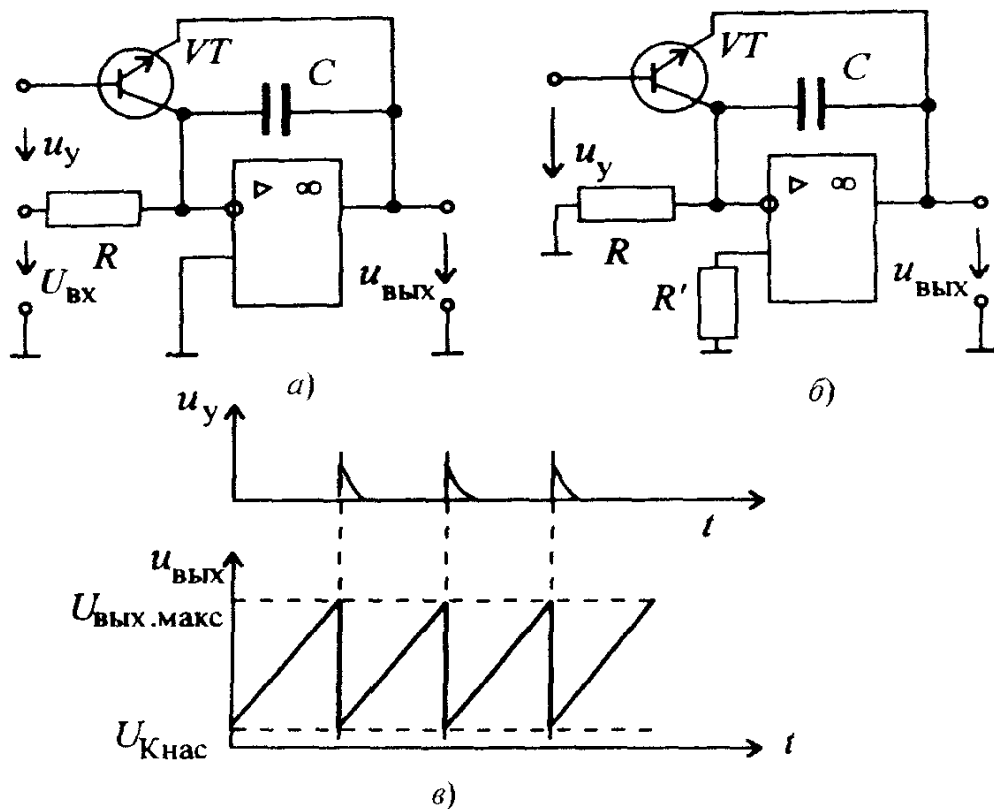 VT VT
C C
u_у ▷ ∞ u_у ▷ ∞
R R
U_вх u_вых R' u_вых
а) б)
u_у
t
u_вых
U_вых.макс
U_Кнас
t
в)